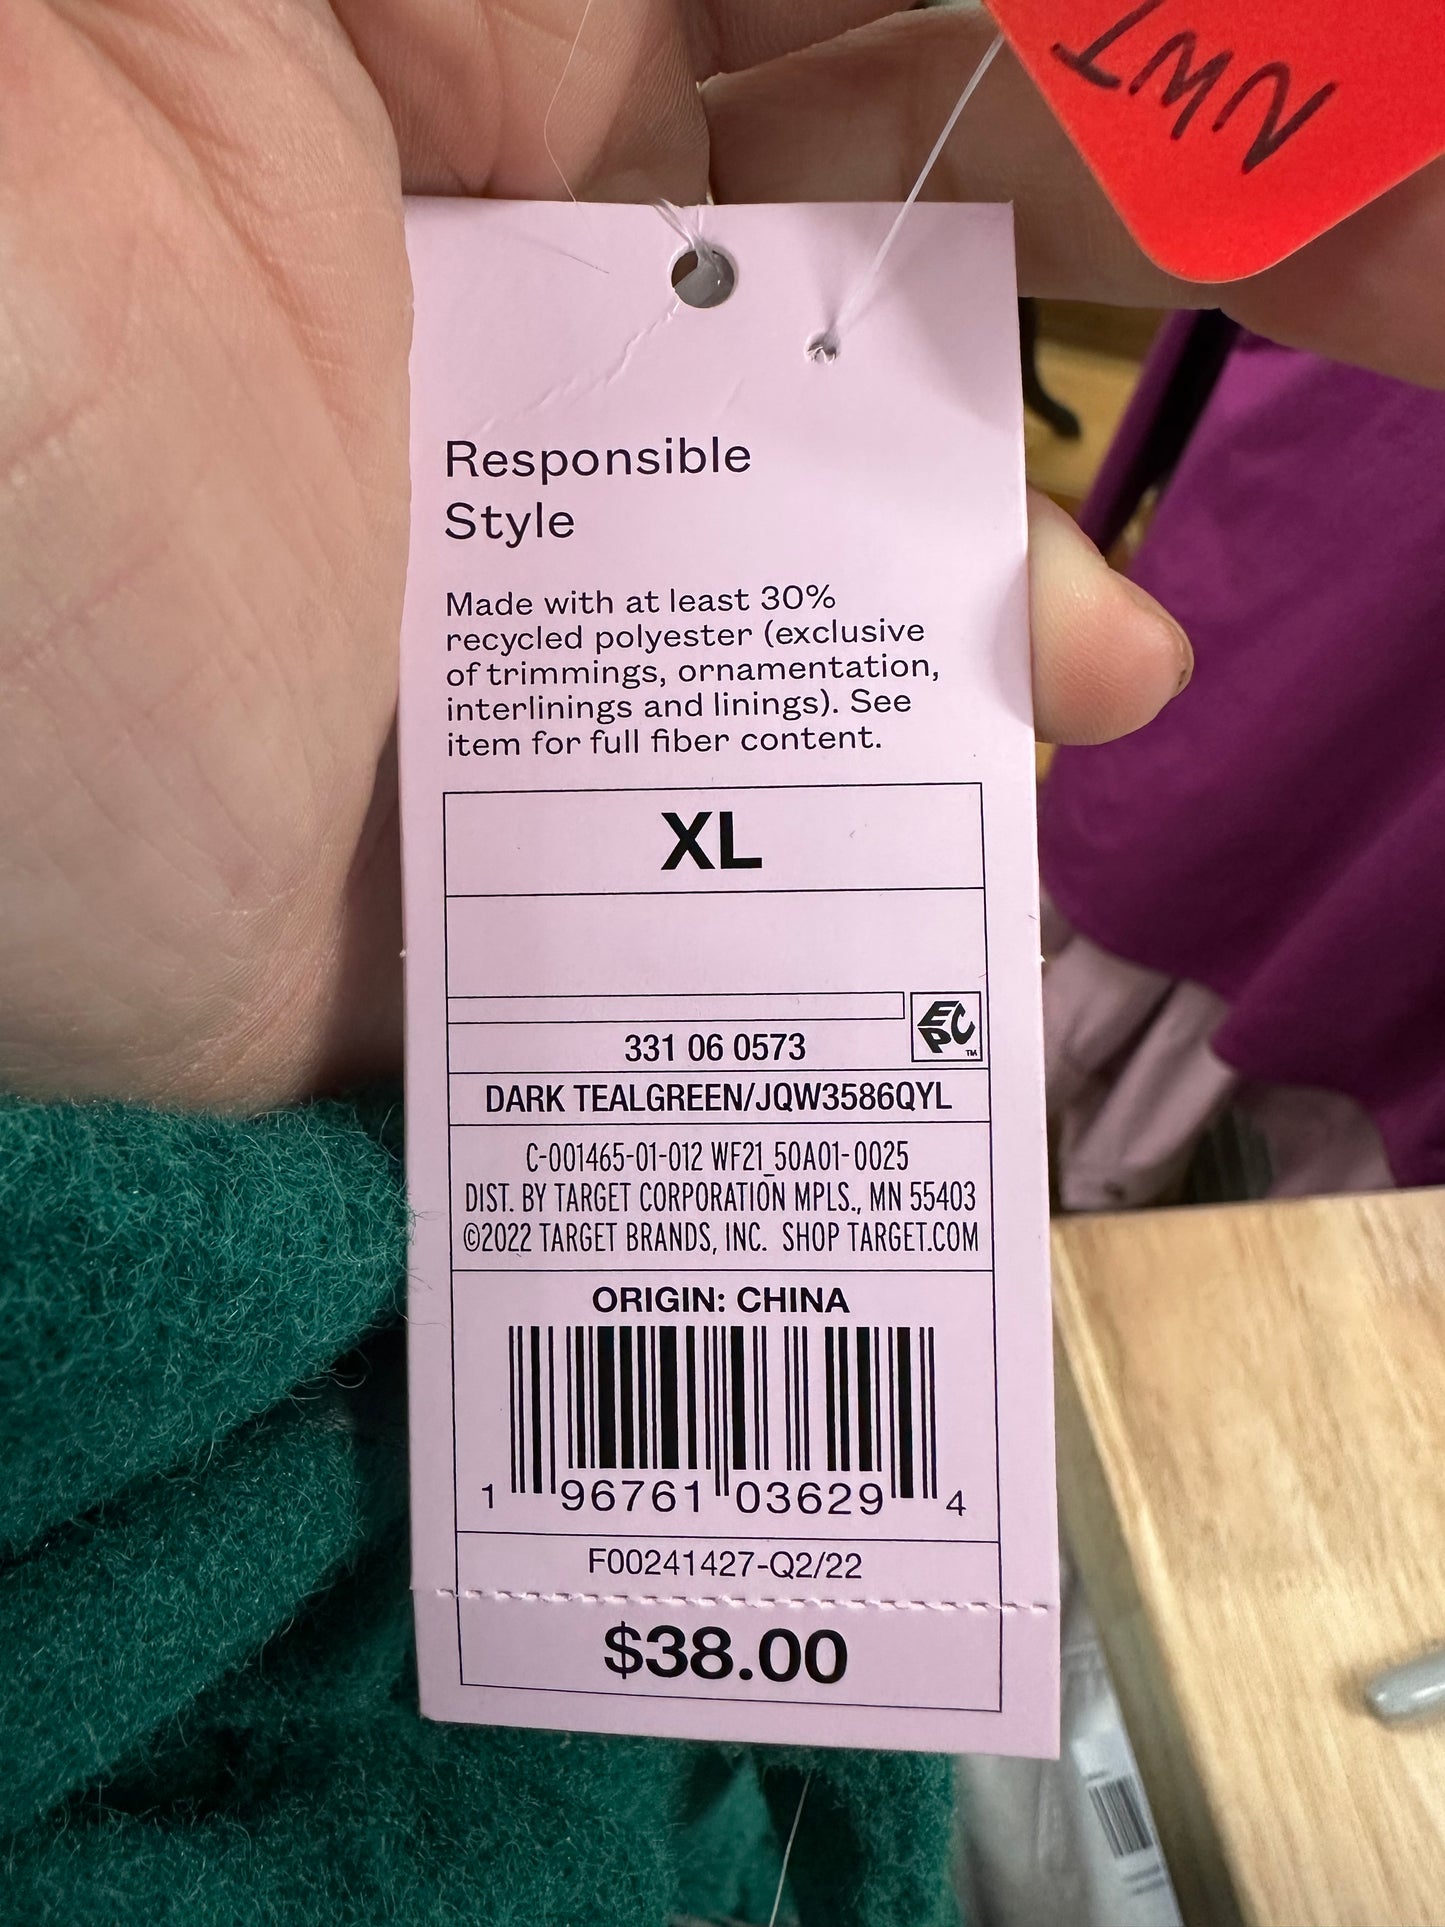 NWT
Responsible
Style
Made with at least 30%
recycled polyester (exclusive
of trimmings, ornamentation,
interlinings and linings). See
item for full fiber content.
XL
EPC
TM
331 06 0573
DARK TEALGREEN/JQW3586QYL
C-001465-01-012 WF21_50A01-0025
DIST. BY TARGET CORPORATION MPLS., MN 55403
©2022 TARGET BRANDS, INC. SHOP TARGET.COM
ORIGIN: CHINA
1 96761 03629 4
F00241427-Q2/22
$38.00